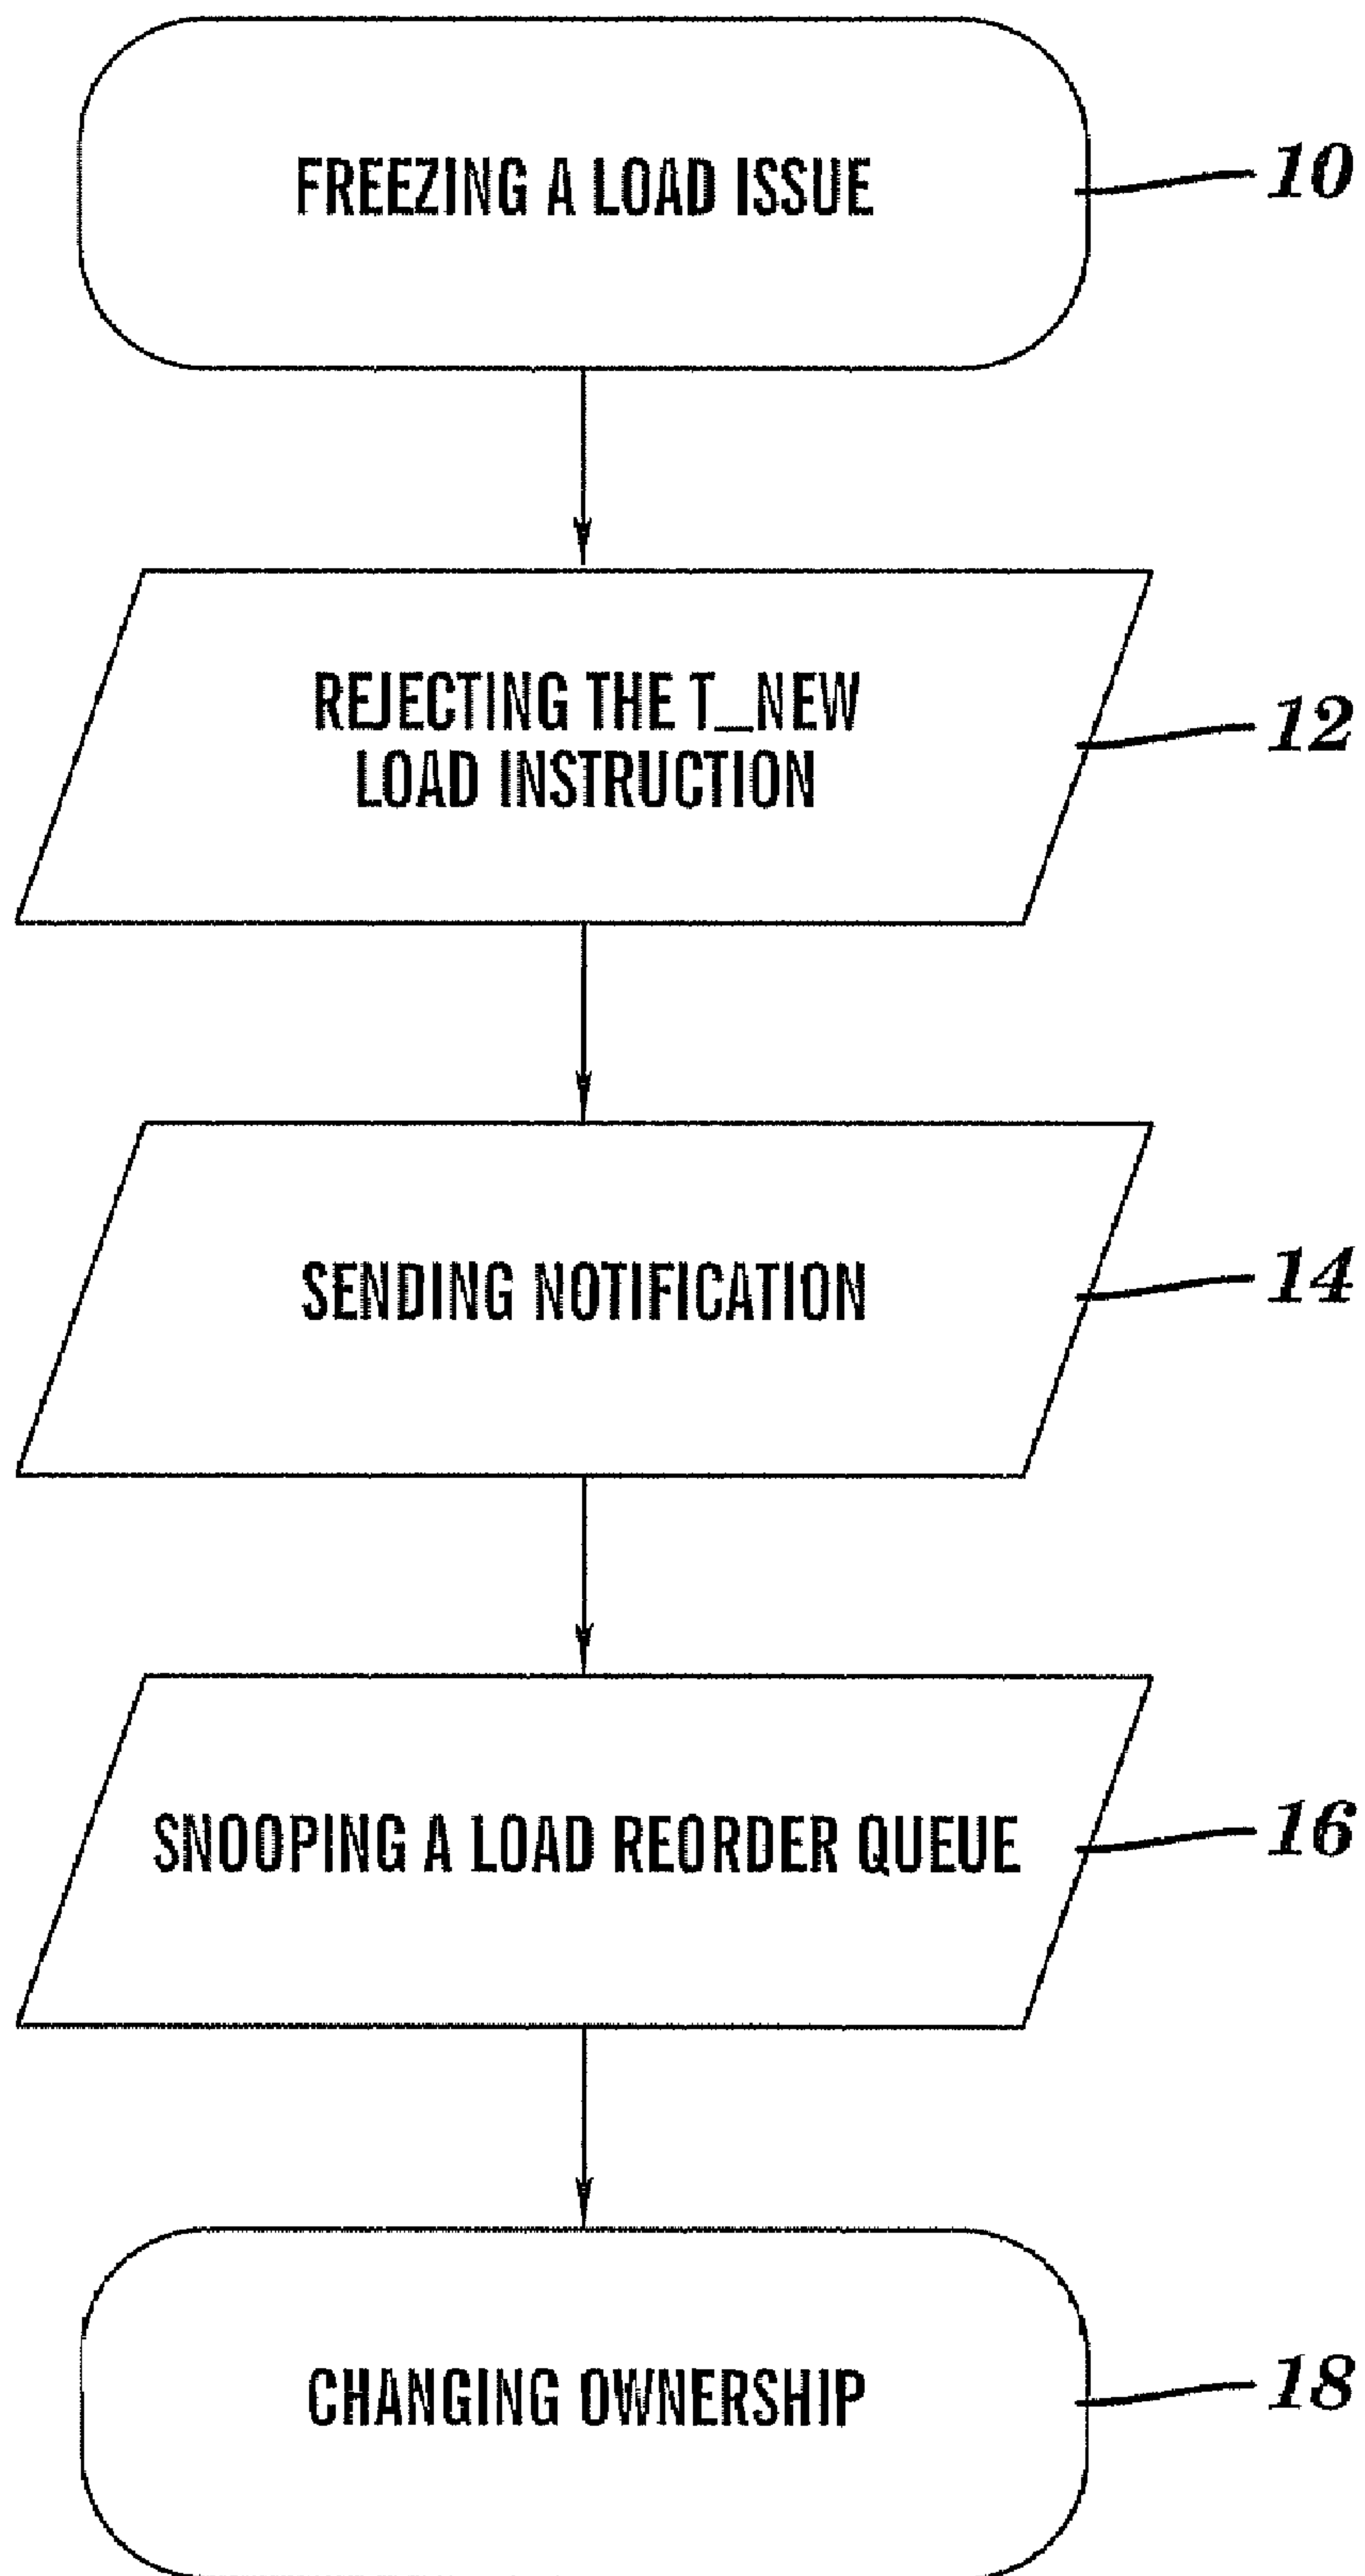 FREEZING A LOAD ISSUE
10
REJECTING THE T_NEW
LOAD INSTRUCTION
12
SENDING NOTIFICATION
14
SNOOPING A LOAD REORDER QUEUE
16
CHANGING OWNERSHIP
18